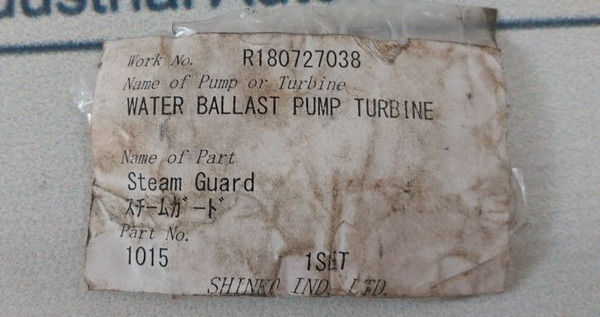 Work No. R180727038
Name of Pump or Turbine
WATER BALLAST PUMP TURBINE
Name of Part
Steam Guard
ｽﾁｰﾑｶﾞｰﾄﾞ
Part No.
1015 1SET
SHINKO IND. LTD.